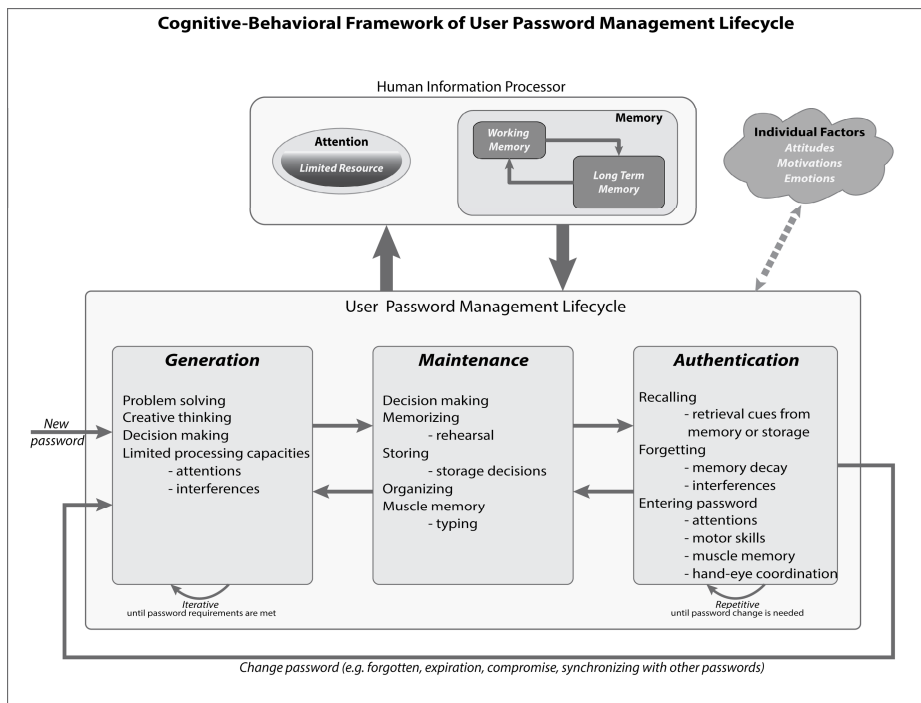 Cognitive-Behavioral Framework of User Password Management Lifecycle
Human Information Processor
Attention
Limited Resource
Memory
Working
Memory
Long Term
Memory
Individual Factors
Attitudes
Motivations
Emotions
User Password Management Lifecycle
New
password
Generation
Problem solving
Creative thinking
Decision making
Limited processing capacities
- attentions
- interferences
Iterative
until password requirements are met
Maintenance
Decision making
Memorizing
- rehearsal
Storing
- storage decisions
Organizing
Muscle memory
- typing
Authentication
Recalling
- retrieval cues from
memory or storage
Forgetting
- memory decay
- interferences
Entering password
- attentions
- motor skills
- muscle memory
- hand-eye coordination
Repetitive
until password change is needed
Change password (e.g. forgotten, expiration, compromise, synchronizing with other passwords)